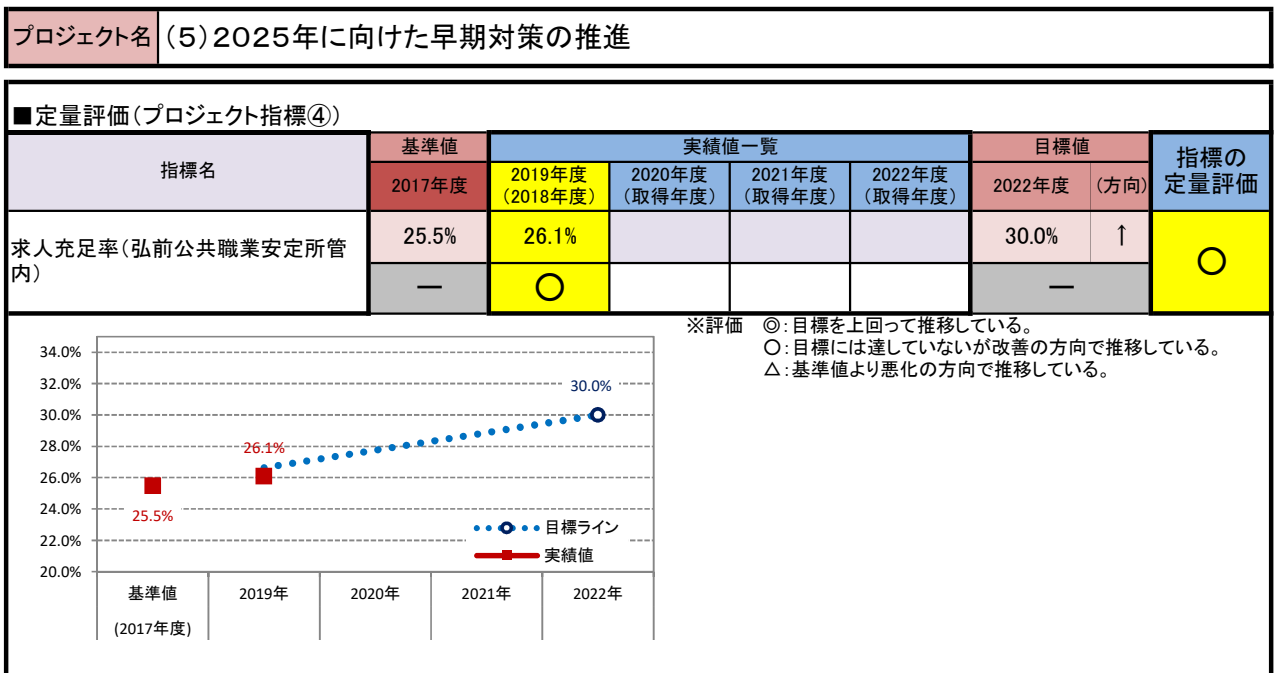 プロジェクト名 (5)2025年に向けた早期対策の推進
■定量評価(プロジェクト指標④)
指標名
基準値
実績値一覧
目標値
指標の
定量評価
2017年度
2019年度
(2018年度)
2020年度
(取得年度)
2021年度
(取得年度)
2022年度
(取得年度)
2022年度
(方向)
求人充足率(弘前公共職業安定所管
内)
25.5%
26.1%
30.0%
↑
○
－
○
－
※評価 ◎:目標を上回って推移している。
○:目標には達していないが改善の方向で推移している。
△:基準値より悪化の方向で推移している。
34.0%
32.0%
30.0%
28.0%
26.0%
24.0%
22.0%
20.0%
25.5%
26.1%
30.0%
目標ライン
実績値
基準値
(2017年度)
2019年
2020年
2021年
2022年